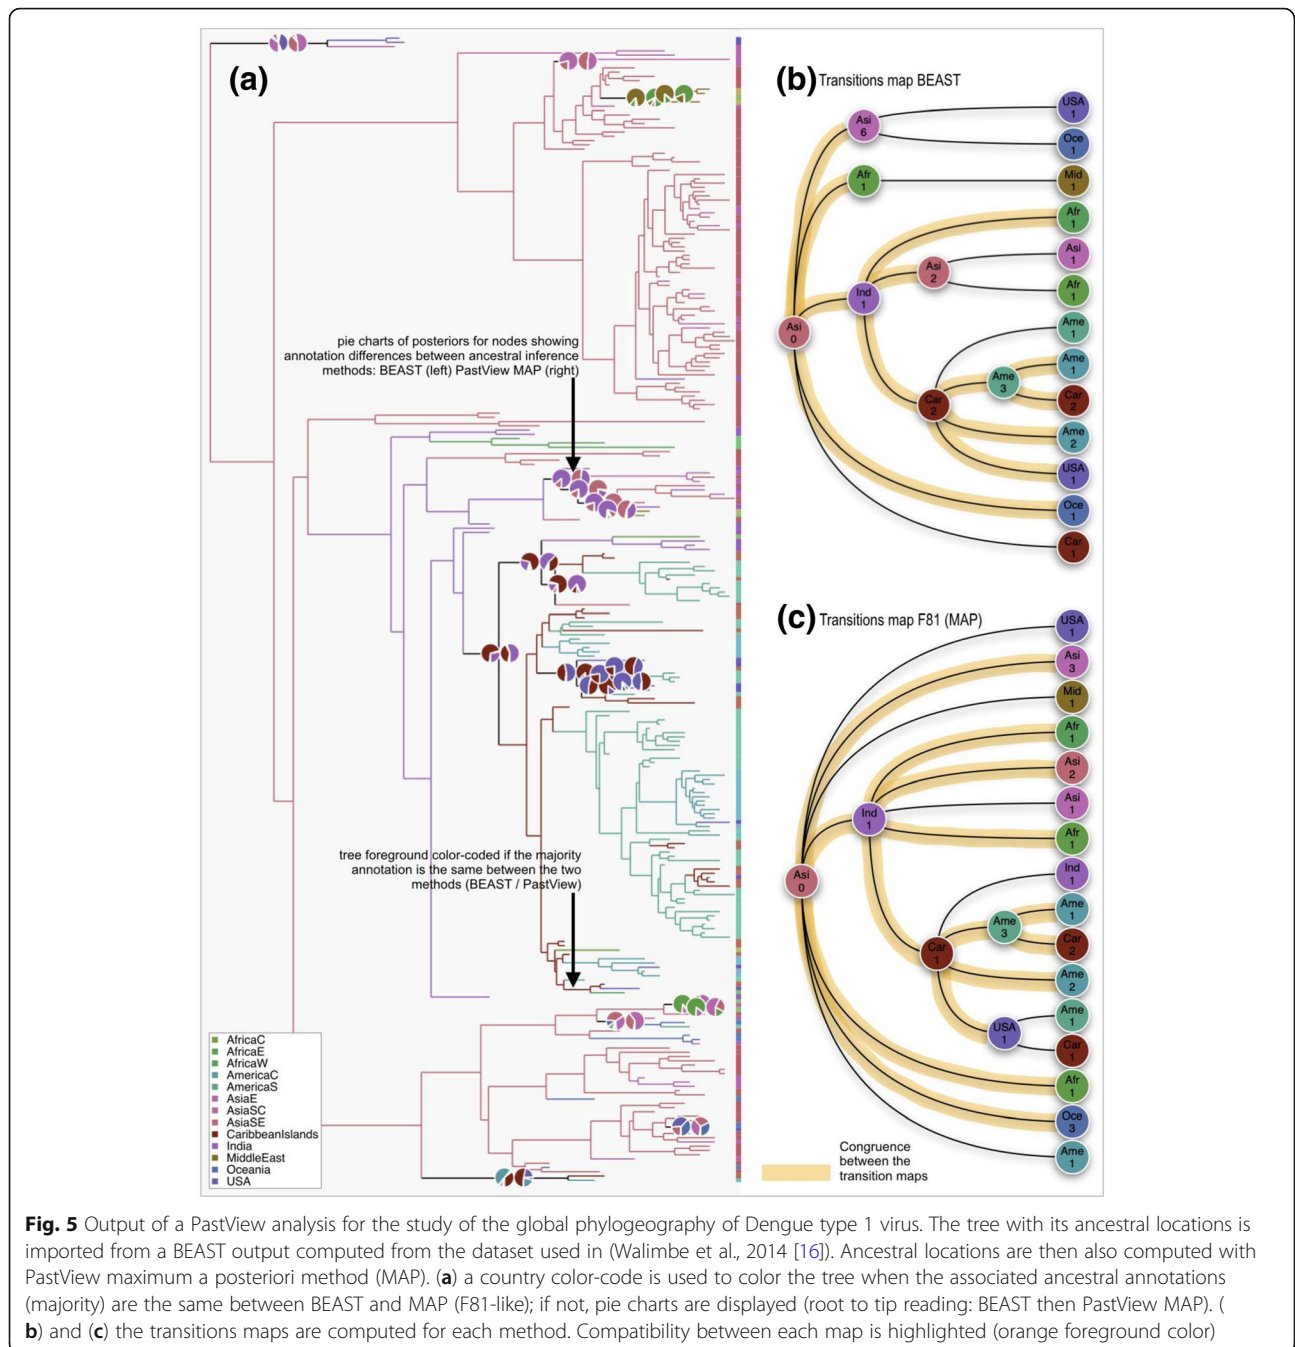 (a)
pie charts of posteriors for nodes showing
annotation differences between ancestral inference
methods: BEAST (left) PastView MAP (right)
tree foreground color-coded if the majority
annotation is the same between the two
methods (BEAST / PastView)
AfricaC
AfricaE
AfricaW
AmericaC
AmericaS
AsiaE
AsiaSC
AsiaSE
CaribbeanIslands
India
MiddleEast
Oceania
USA
(b) Transitions map BEAST
USA
1
Asi
6
Oce
1
Afr
1
Mid
1
Afr
1
Asi
1
Asi
2
Afr
1
Ind
1
Asi
0
Ame
1
Ame
1
Ame
3
Car
2
Car
2
Ame
2
USA
1
Oce
1
Car
1
(c) Transitions map F81 (MAP)
USA
1
Asi
3
Mid
1
Afr
1
Asi
2
Asi
1
Ind
1
Afr
1
Asi
0
Ind
1
Ame
1
Ame
3
Car
2
Car
1
Ame
2
Ame
1
USA
1
Car
1
Afr
1
Oce
3
Ame
1
Congruence
between the
transition maps
Fig. 5 Output of a PastView analysis for the study of the global phylogeography of Dengue type 1 virus. The tree with its ancestral locations is
imported from a BEAST output computed from the dataset used in (Walimbe et al., 2014 [16]). Ancestral locations are then also computed with
PastView maximum a posteriori method (MAP). (a) a country color-code is used to color the tree when the associated ancestral annotations
(majority) are the same between BEAST and MAP (F81-like); if not, pie charts are displayed (root to tip reading: BEAST then PastView MAP). (
b) and (c) the transitions maps are computed for each method. Compatibility between each map is highlighted (orange foreground color)